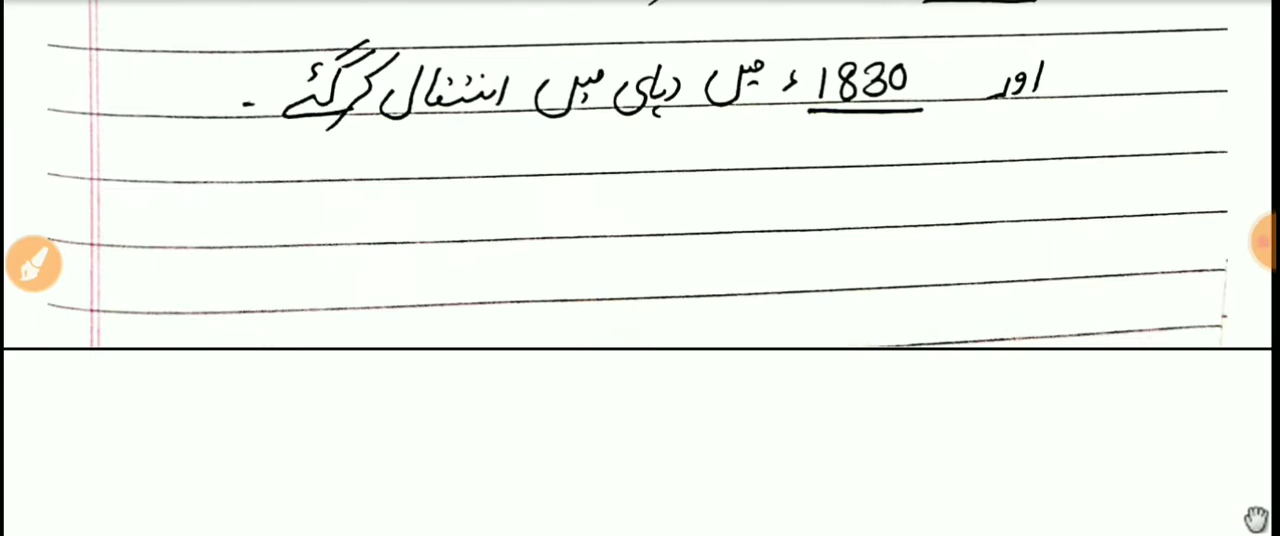 اور 1830ء میں دہلی میں انتقال کر گئے ۔